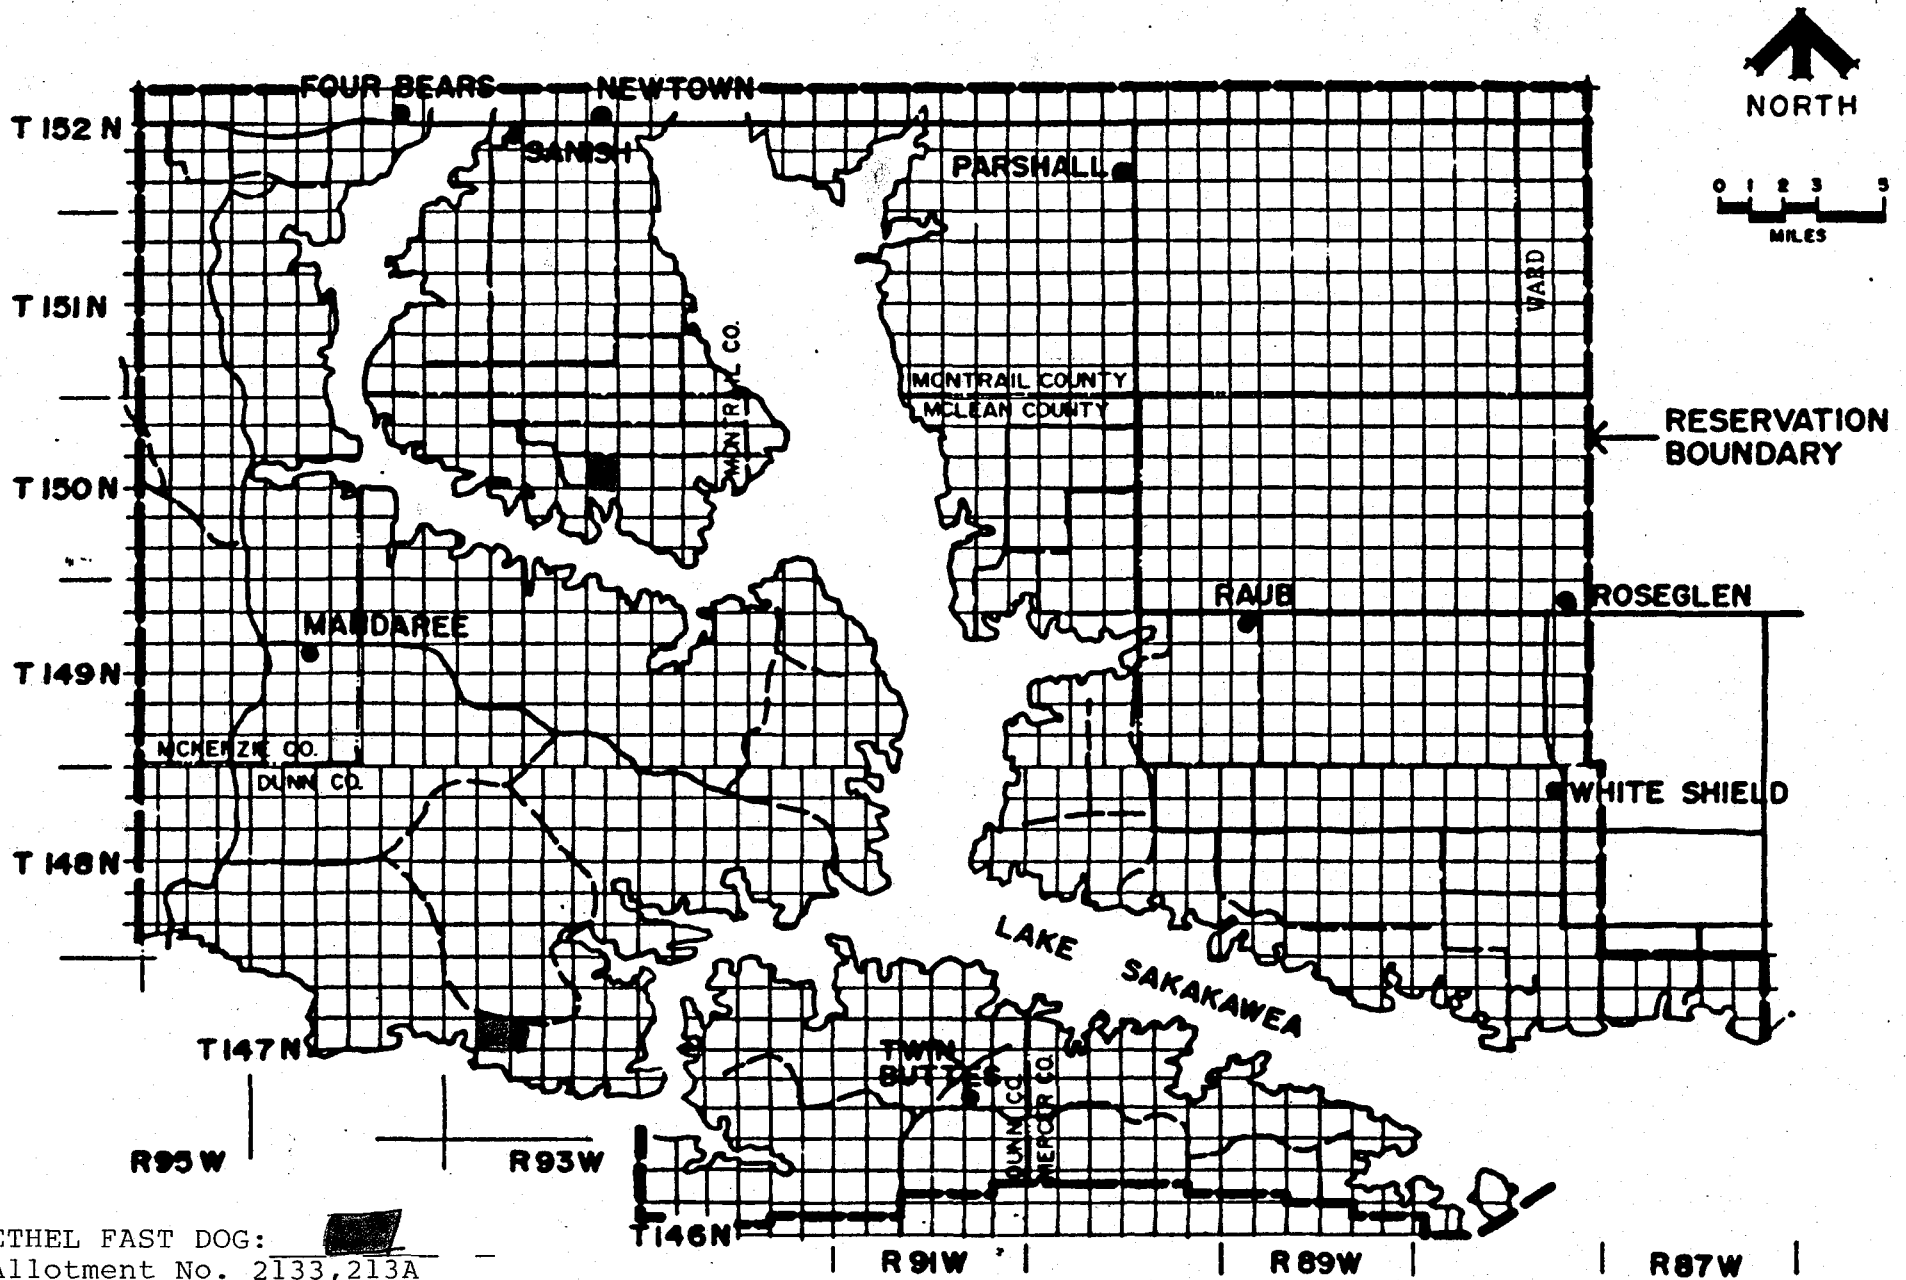 FOUR BEARS
NEWTOWN
NORTH
T 152 N
SANISH
PARSHALL
0 1 2 3 5
MILES
WARD
T 151 N
MONTRAIL CO.
MONTRAIL COUNTY
MCLEAN COUNTY
RESERVATION
BOUNDARY
T 150 N
RAUB
ROSEGLEN
MANDAREE
T 149 N
MCKENZIE CO.
DUNN CO.
WHITE SHIELD
T 148 N
LAKE SAKAKAWEA
T 147 N
TWIN
BUTTES
DUNN CO.
MERCER CO.
R 95 W
R 93 W
T 146 N
R 91 W
R 89 W
R 87 W
ETHEL FAST DOG:
Allotment No. 2133,213A